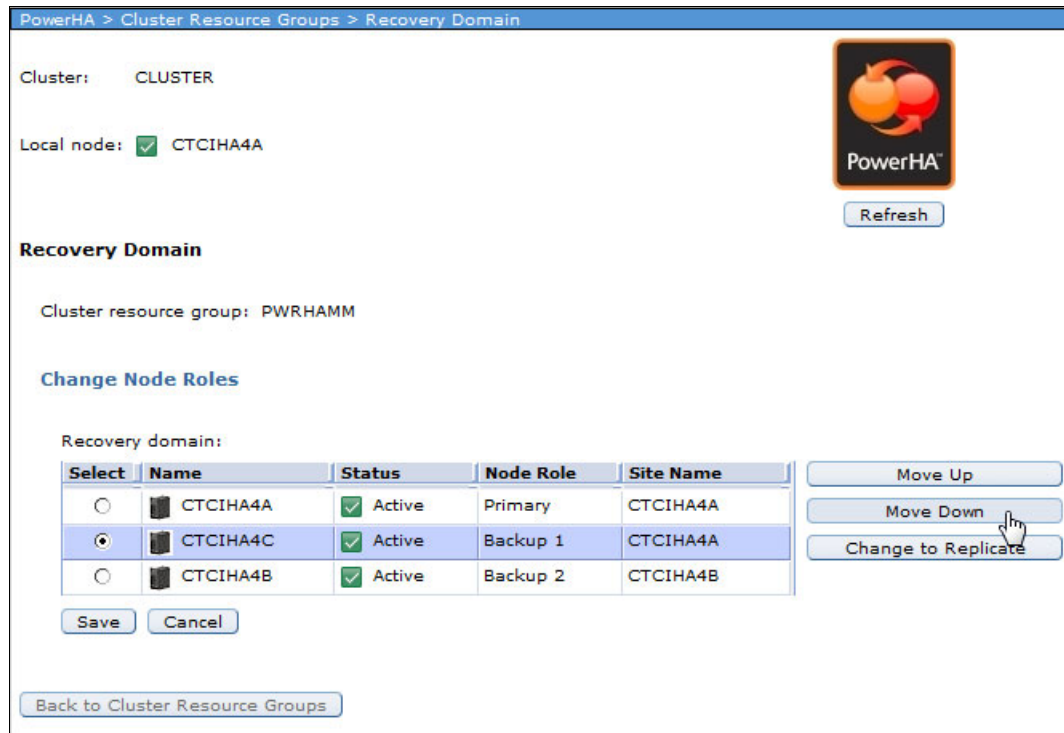 PowerHA > Cluster Resource Groups > Recovery Domain
Cluster: CLUSTER
Local node: CTCIHA4A
PowerHA™
Refresh
Recovery Domain
Cluster resource group: PWRHAMM
Change Node Roles
Recovery domain:
Select Name Status Node Role Site Name
CTCIHA4A Active Primary CTCIHA4A
CTCIHA4C Active Backup 1 CTCIHA4A
CTCIHA4B Active Backup 2 CTCIHA4B
Move Up
Move Down
Change to Replicate
Save Cancel
Back to Cluster Resource Groups